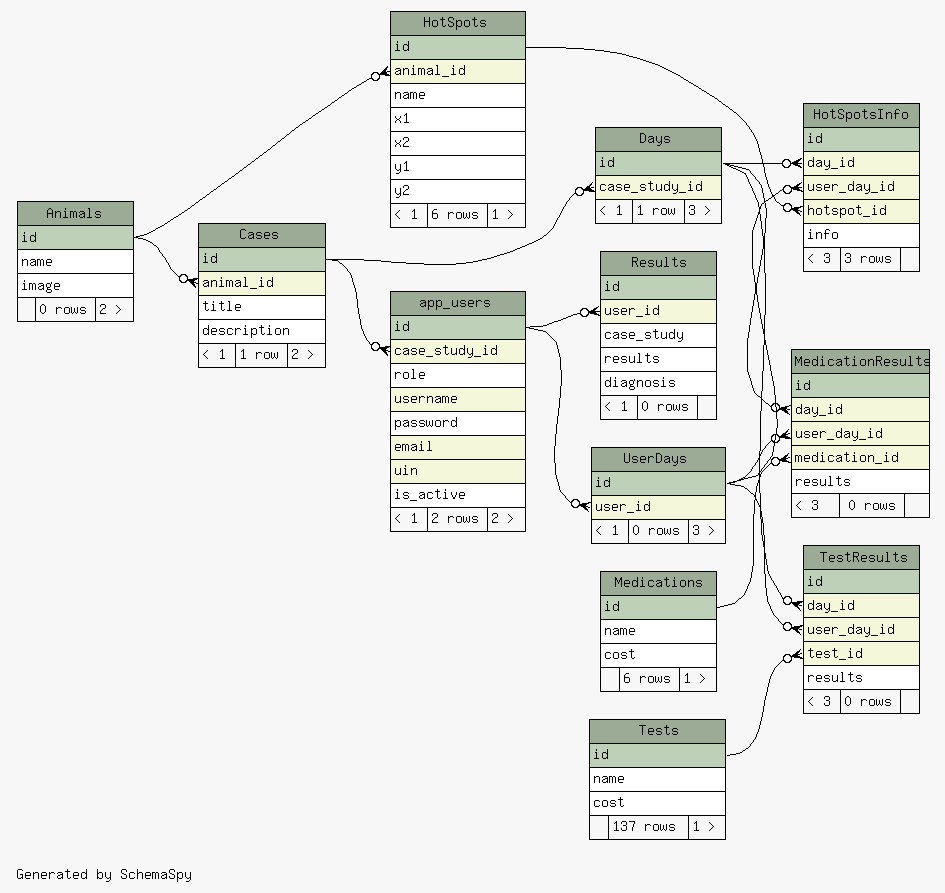 HotSpots
id
animal_id
name
x1
x2
y1
y2
< 1 6 rows 1 >
Days
id
case_study_id
< 1 1 row 3 >
HotSpotsInfo
id
day_id
user_day_id
hotspot_id
info
< 3 3 rows
Animals
id
name
image
0 rows 2 >
Cases
id
animal_id
title
description
< 1 1 row 2 >
app_users
id
case_study_id
role
username
password
email
uin
is_active
< 1 2 rows 2 >
Results
id
user_id
case_study
results
diagnosis
< 1 0 rows
MedicationResults
id
day_id
user_day_id
medication_id
results
< 3 0 rows
UserDays
id
user_id
< 1 0 rows 3 >
Medications
id
name
cost
6 rows 1 >
TestResults
id
day_id
user_day_id
test_id
results
< 3 0 rows
Tests
id
name
cost
137 rows 1 >
Generated by SchemaSpy